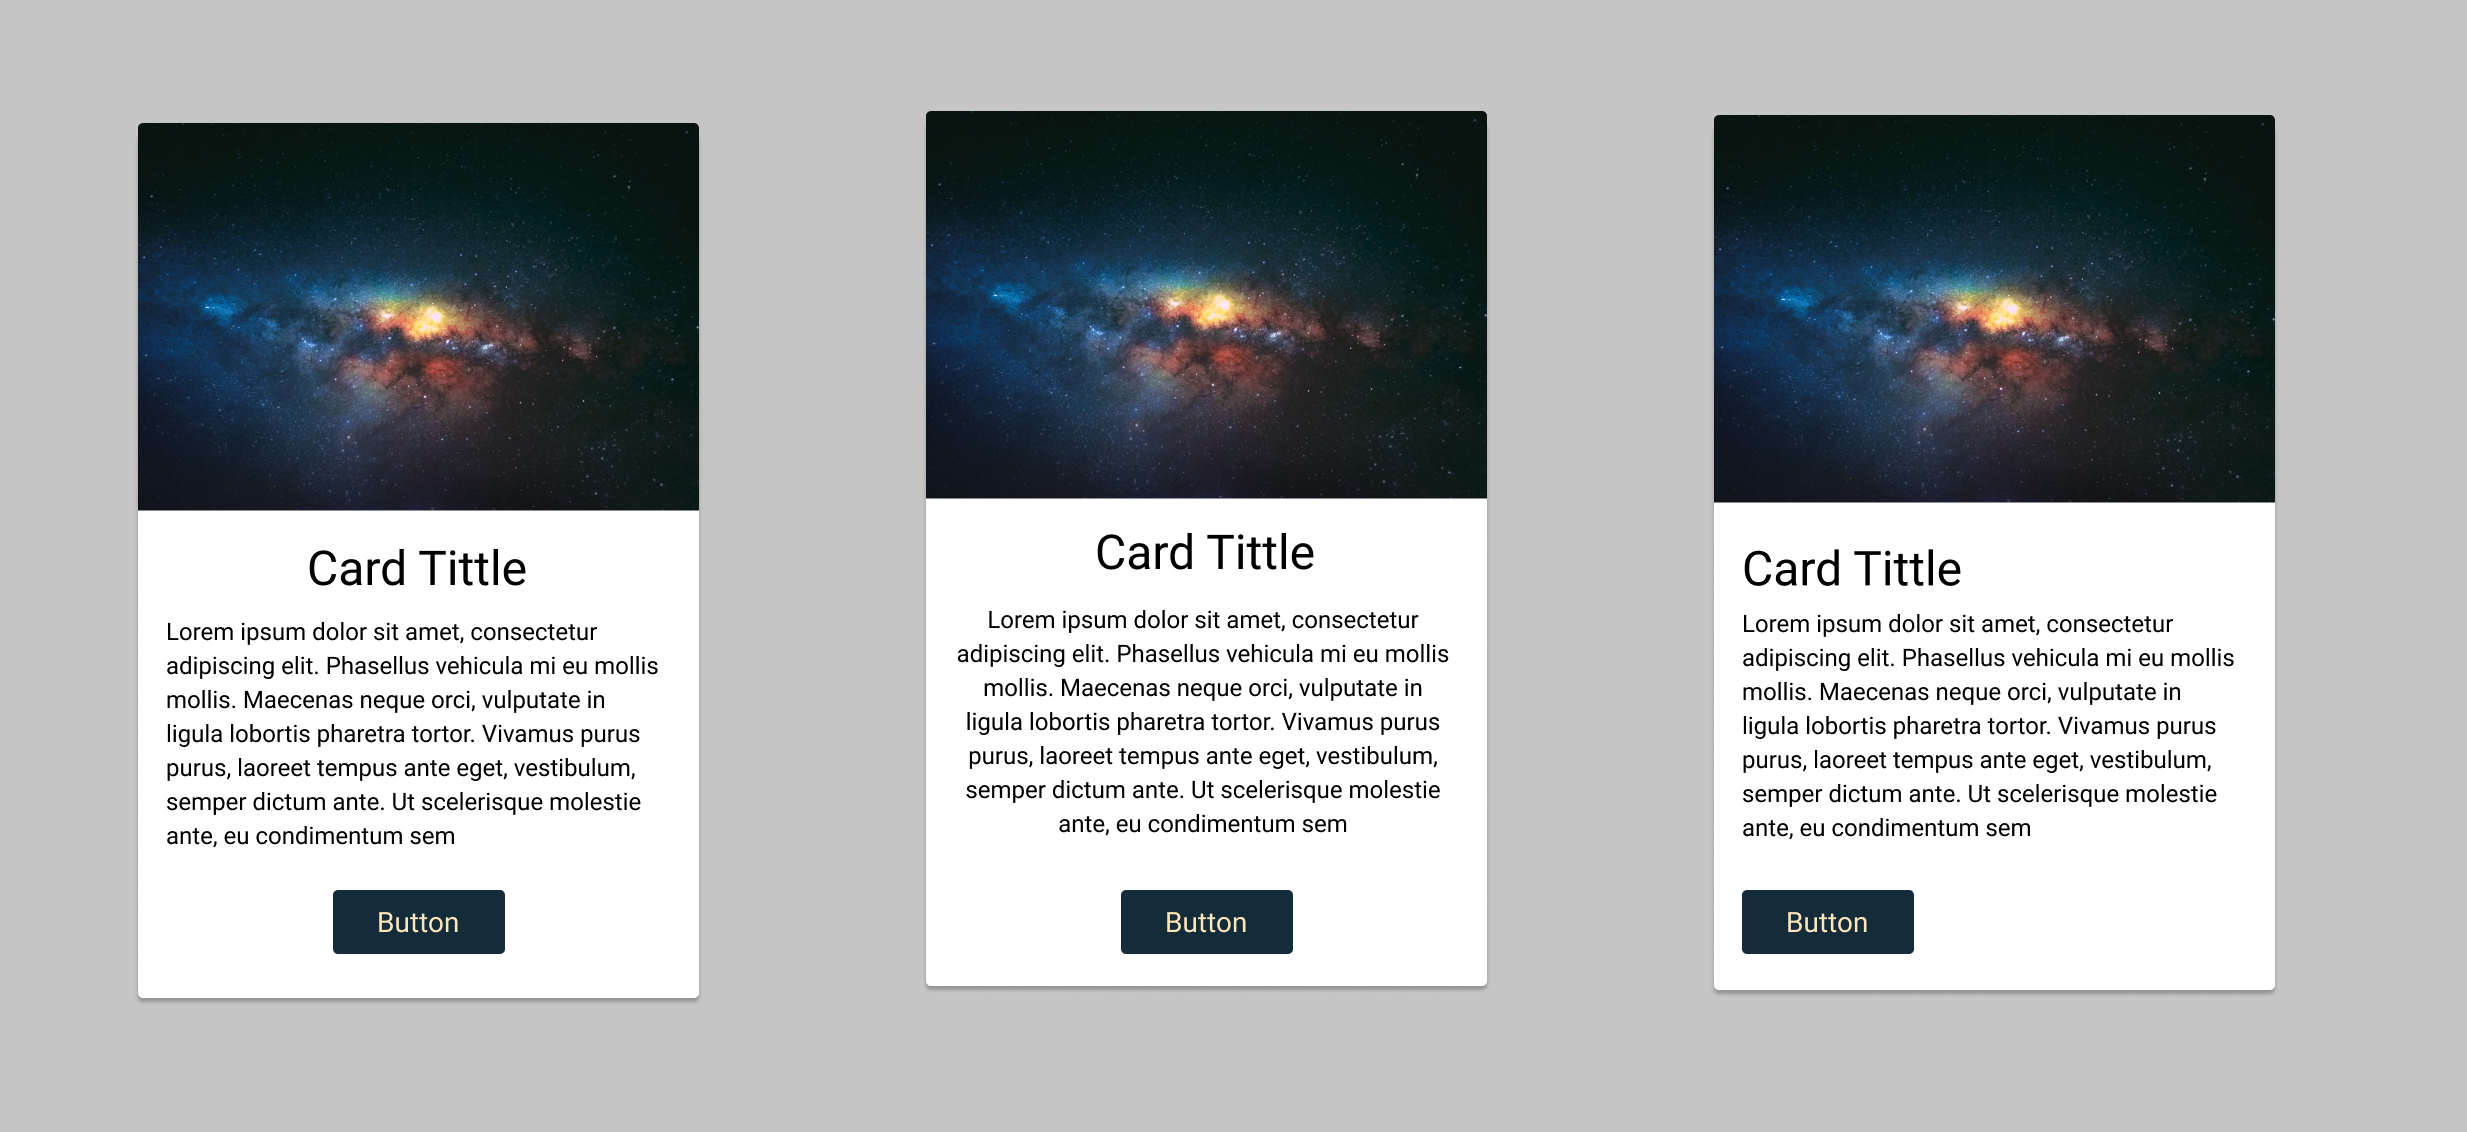 Card Tittle
Lorem ipsum dolor sit amet, consectetur
adipiscing elit. Phasellus vehicula mi eu mollis
mollis. Maecenas neque orci, vulputate in
ligula lobortis pharetra tortor. Vivamus purus
purus, laoreet tempus ante eget, vestibulum,
semper dictum ante. Ut scelerisque molestie
ante, eu condimentum sem
Button
Card Tittle
Lorem ipsum dolor sit amet, consectetur
adipiscing elit. Phasellus vehicula mi eu mollis
mollis. Maecenas neque orci, vulputate in
ligula lobortis pharetra tortor. Vivamus purus
purus, laoreet tempus ante eget, vestibulum,
semper dictum ante. Ut scelerisque molestie
ante, eu condimentum sem
Button
Card Tittle
Lorem ipsum dolor sit amet, consectetur
adipiscing elit. Phasellus vehicula mi eu mollis
mollis. Maecenas neque orci, vulputate in
ligula lobortis pharetra tortor. Vivamus purus
purus, laoreet tempus ante eget, vestibulum,
semper dictum ante. Ut scelerisque molestie
ante, eu condimentum sem
Button